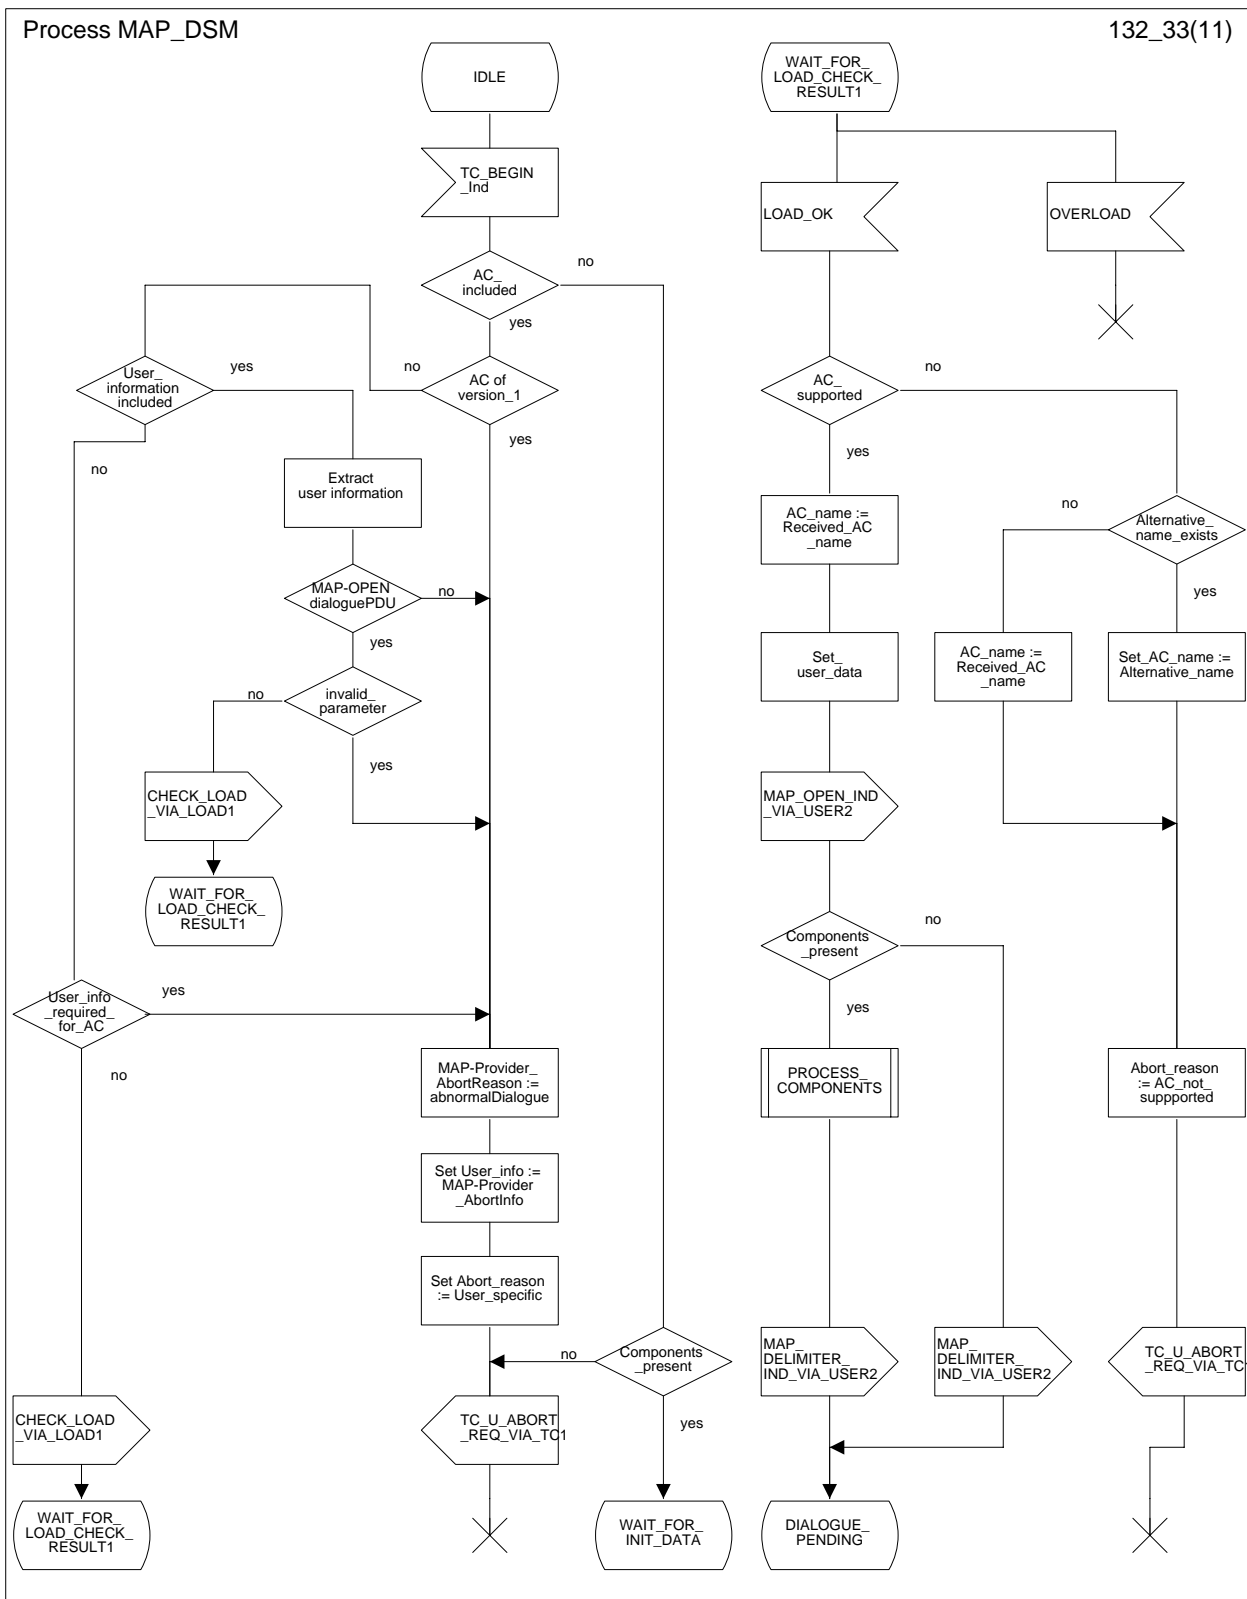 Process MAP_DSM
132_33(11)
IDLE
TC_BEGIN
_Ind
AC_
included
no
yes
AC of
version_1
no
yes
User_
information
included
yes
no
Extract
user information
MAP-OPEN
dialoguePDU
no
yes
invalid_
parameter
no
yes
CHECK_LOAD
_VIA_LOAD1
WAIT_FOR_
LOAD_CHECK_
RESULT1
User_info
_required_
for_AC
yes
no
MAP-Provider_
AbortReason :=
abnormalDialogue
Set User_info :=
MAP-Provider
_AbortInfo
Set Abort_reason
:= User_specific
Components
_present
no
yes
CHECK_LOAD
_VIA_LOAD1
TC_U_ABORT
_REQ_VIA_TC1
WAIT_FOR_
LOAD_CHECK_
RESULT1
WAIT_FOR_
INIT_DATA
WAIT_FOR_
LOAD_CHECK_
RESULT1
LOAD_OK
OVERLOAD
AC_
supported
no
yes
AC_name :=
Received_AC
_name
Alternative_
name_exists
no
yes
Set_
user_data
AC_name :=
Received_AC
_name
Set_AC_name :=
Alternative_name
MAP_OPEN_IND
_VIA_USER2
Components
_present
no
yes
PROCESS_
COMPONENTS
Abort_reason
:= AC_not_
suppported
MAP_
DELIMITER_
IND_VIA_USER2
MAP_
DELIMITER_
IND_VIA_USER2
TC_U_ABORT
_REQ_VIA_TC1
DIALOGUE_
PENDING